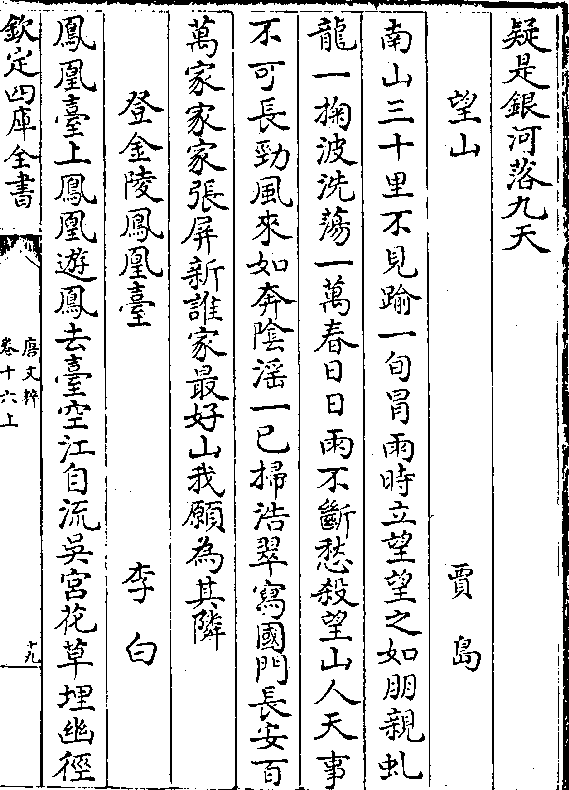 疑是銀河落九天
望山 賈島
南山三十里不見踰一旬冒雨時立望望之如朋親虬
龍一掬波洗蕩一萬春日日雨不斷愁殺望山人天事
不可長勁風來如奔陰淫一已掃浩翠寫國門長安百
萬家家家張屏新誰家最好山我願為其隣
登金陵鳳凰臺 李白
鳳凰臺上鳳凰遊鳳去臺空江自流吳宮花草埋幽徑
欽定四庫全書
唐文粹
卷十六上
十九